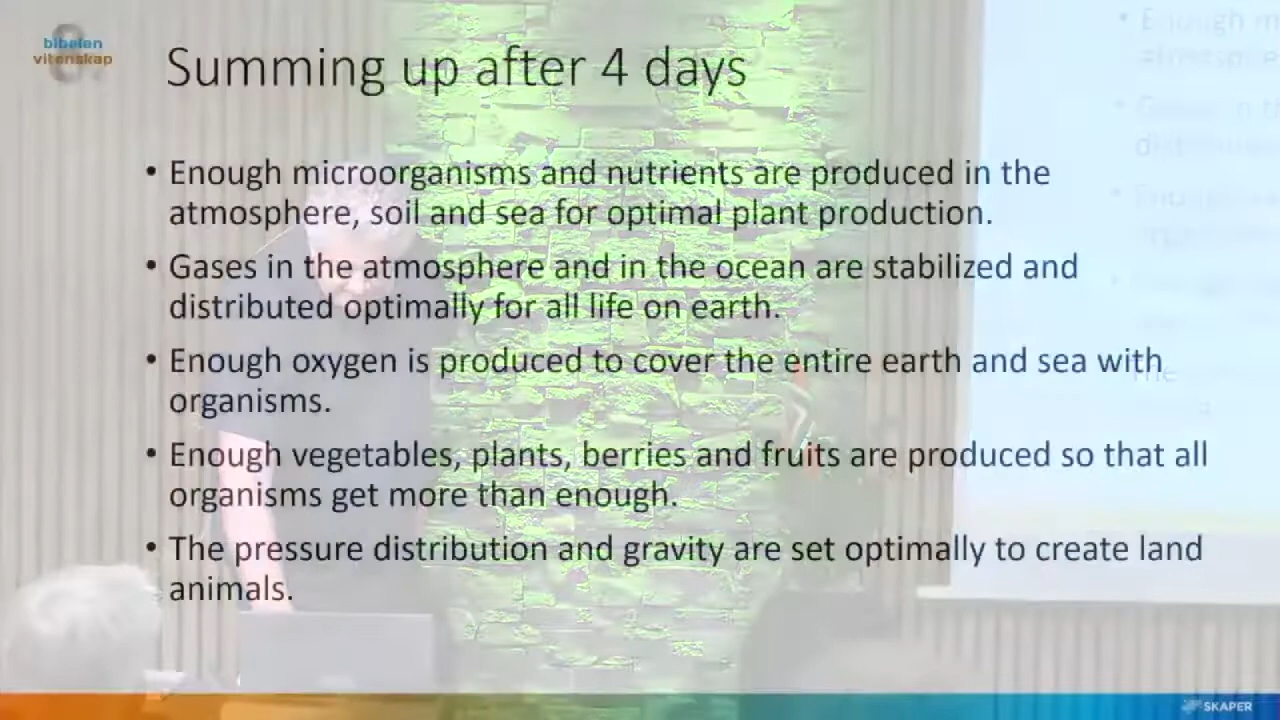 bibelen
vitenskap
Summing up after 4 days
• Enough microorganisms and nutrients are produced in the
atmosphere, soil and sea for optimal plant production.
• Gases in the atmosphere and in the ocean are stabilized and
distributed optimally for all life on earth.
• Enough oxygen is produced to cover the entire earth and sea with
organisms.
• Enough vegetables, plants, berries and fruits are produced so that all
organisms get more than enough.
• The pressure distribution and gravity are set optimally to create land
animals.
SKAPER